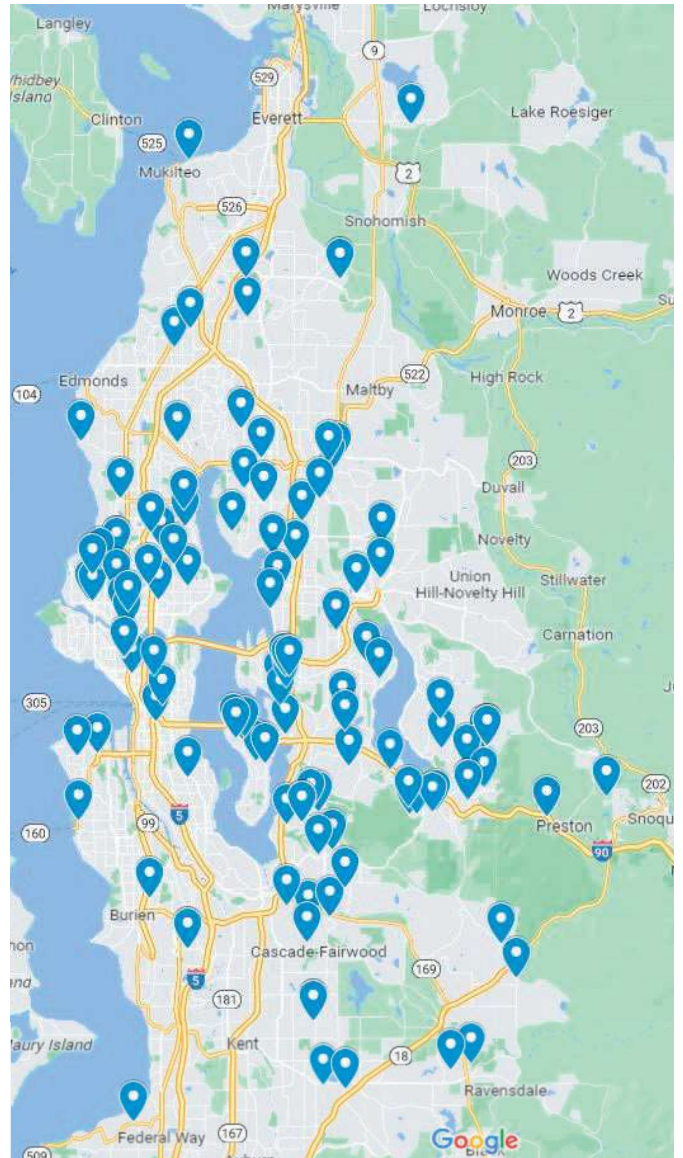 Marysville
Lochsloy
Langley
9
529
Whidbey
Island
Lake Roesiger
Clinton
Everett
525
Mukilteo
2
526
Snohomish
Woods Creek
Monroe
2
522
High Rock
Edmonds
Maltby
104
203
Duvall
Novelty
Union
Hill-Novelty Hill
Stillwater
Carnation
305
203
202
5
99
Preston
160
90
Burien
Cascade-Fairwood
169
5
181
Kent
18
Ravensdale
Federal Way
167
Google
509